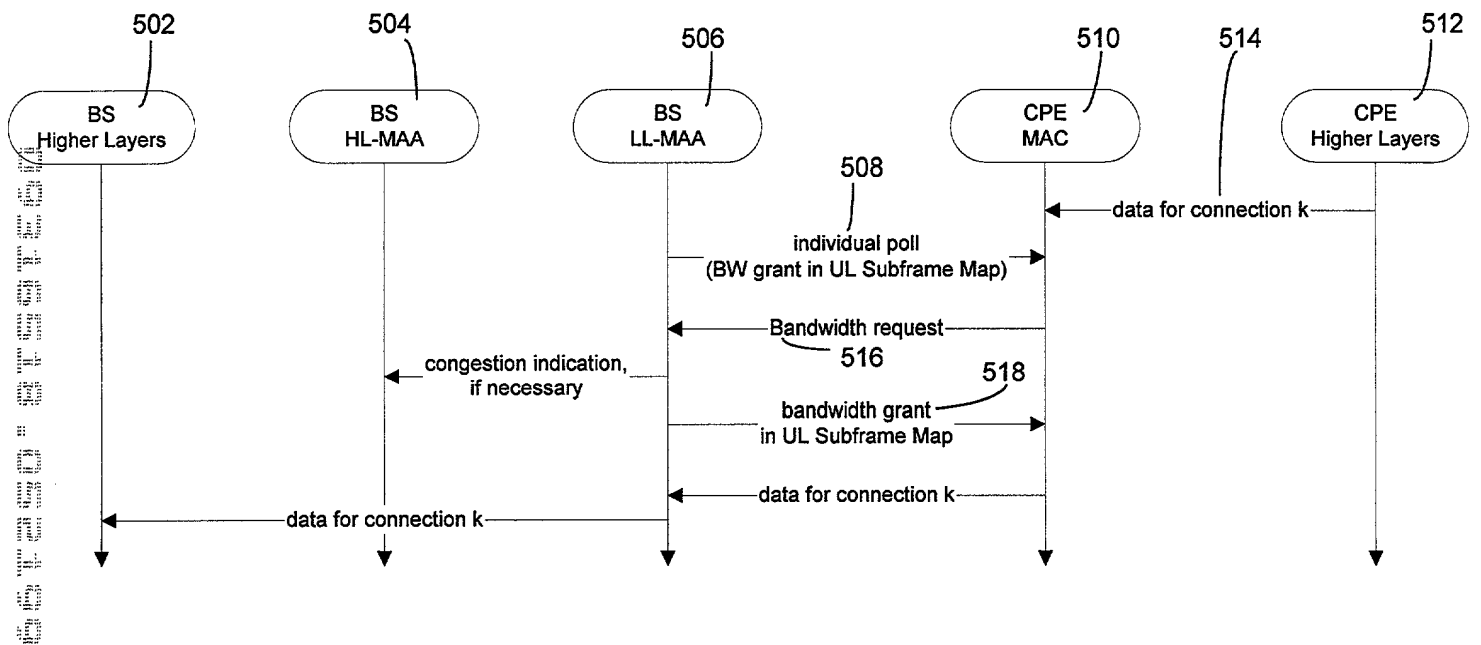 502
504
506
510
514
512
BS
Higher Layers
BS
HL-MAA
BS
LL-MAA
CPE
MAC
CPE
Higher Layers
508
data for connection k
individual poll
(BW grant in UL Subframe Map)
Bandwidth request
516
congestion indication,
if necessary
518
bandwidth grant
in UL Subframe Map
data for connection k
data for connection k